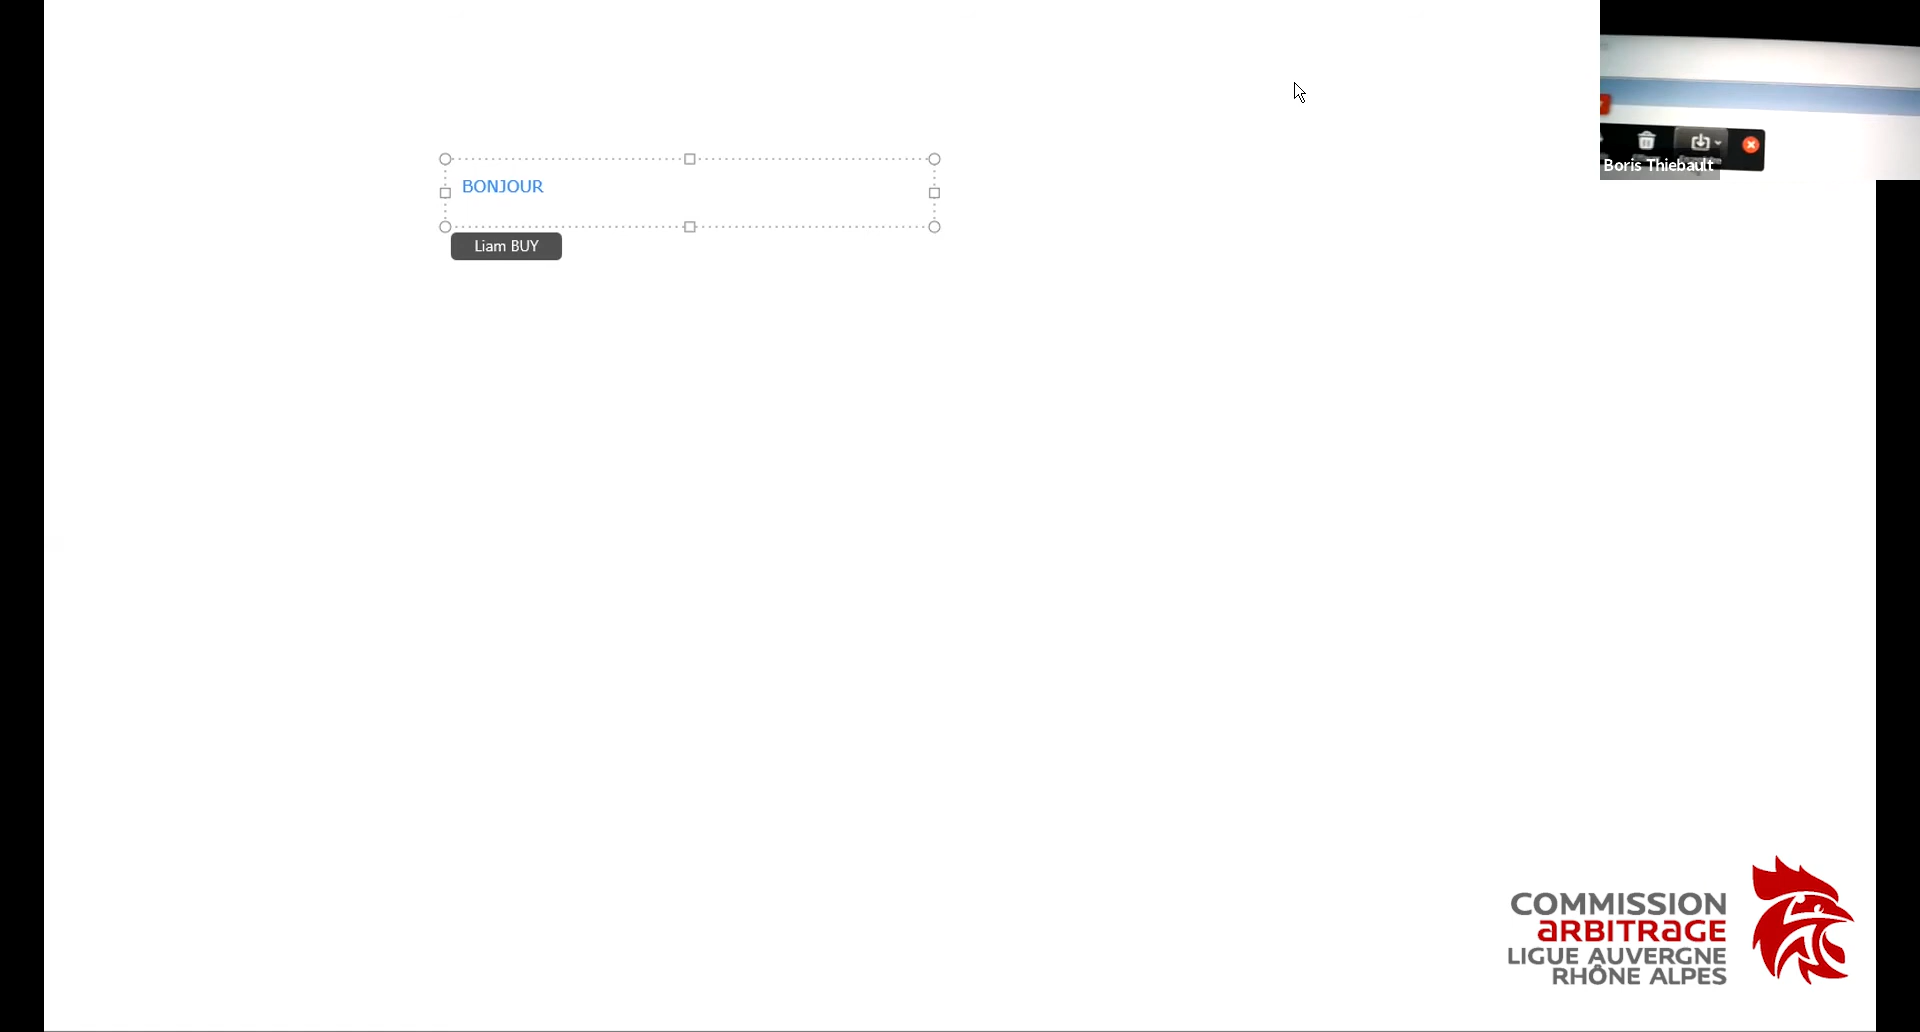 BONJOUR
Liam BUY
Boris Thiebault
COMMISSION
aRBITRaGE
LIGUE AUVERGNE
RHÔNE ALPES